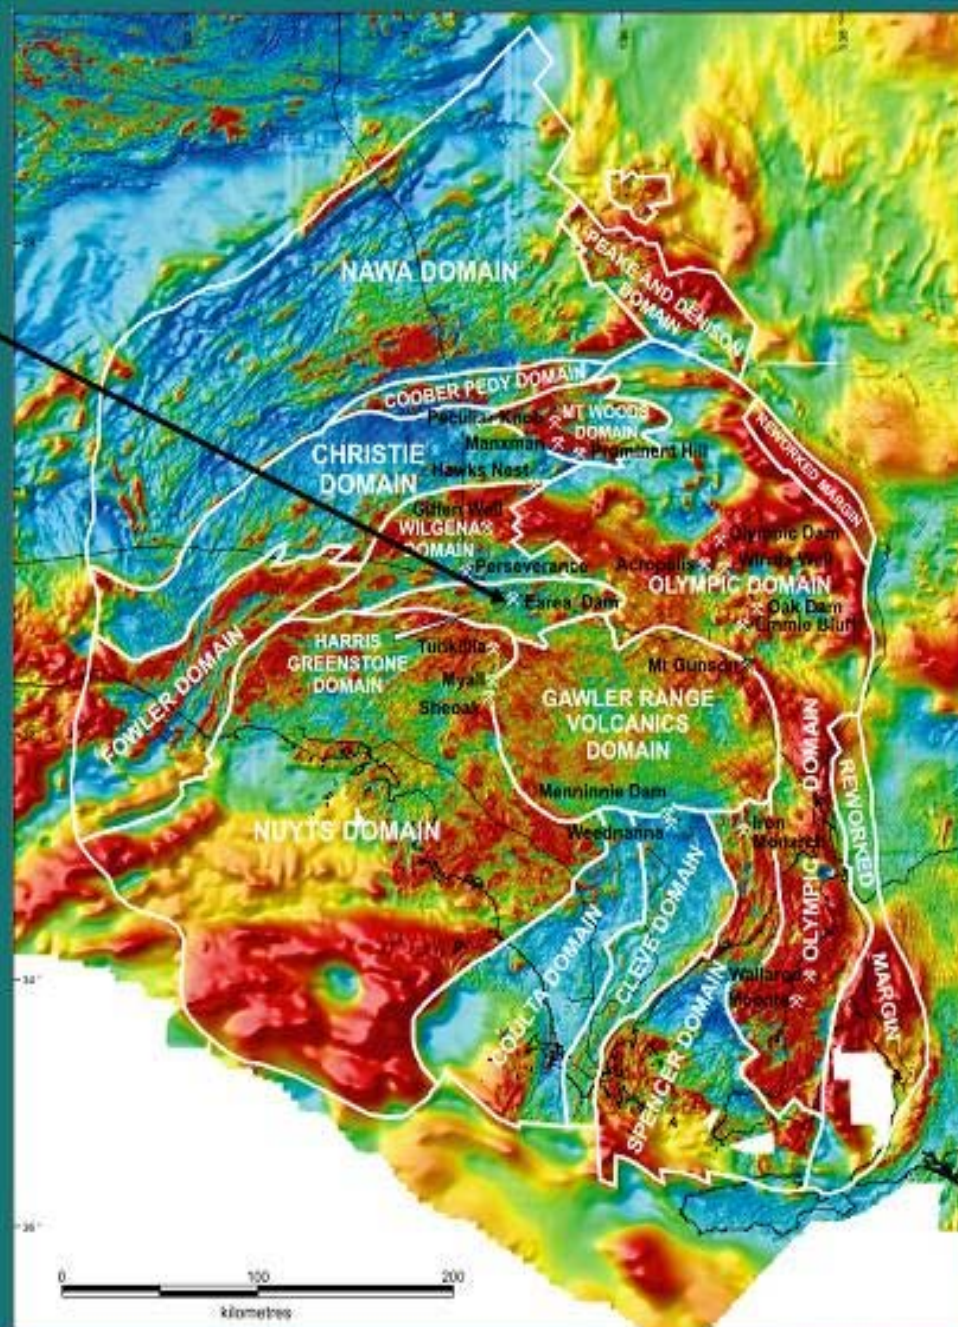 NAWA DOMAIN
PEAKE AND DENISON
DOMAIN
COOBER PEDY DOMAIN
Peculiar Knob
MT WOODS
DOMAIN
Manxman
Prominent Hill
CHRISTIE
DOMAIN
Hawks Nest
REWORKED MARGIN
Giffen Well
WILGENA
DOMAIN
Olympic Dam
Perseverance
Acropolis
Wirrda Well
OLYMPIC DOMAIN
Earea Dam
Oak Dam
Emmie Bluff
HARRIS
GREENSTONE
DOMAIN
Tunkillia
Myall
Sheoak
Mt Gunson
FOWLER DOMAIN
GAWLER RANGE
VOLCANICS
DOMAIN
OLYMPIC DOMAIN
REWORKED
MARGIN
Menninnie Dam
Weednanna
Iron
Monarch
NUYTS DOMAIN
COULTA DOMAIN
CLEVE DOMAIN
SPENCER DOMAIN
Wallaroo
Moonta
0 100 200
kilometres